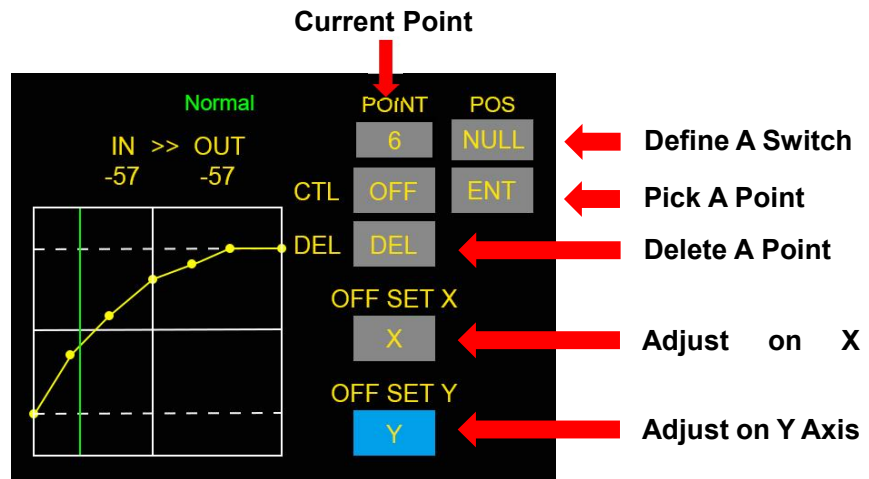 Current Point
Normal
POINT
POS
IN >> OUT
6
NULL
Define A Switch
-57
-57
CTL
OFF
ENT
Pick A Point
DEL
DEL
Delete A Point
OFF SET X
X
Adjust on X
OFF SET Y
Y
Adjust on Y Axis